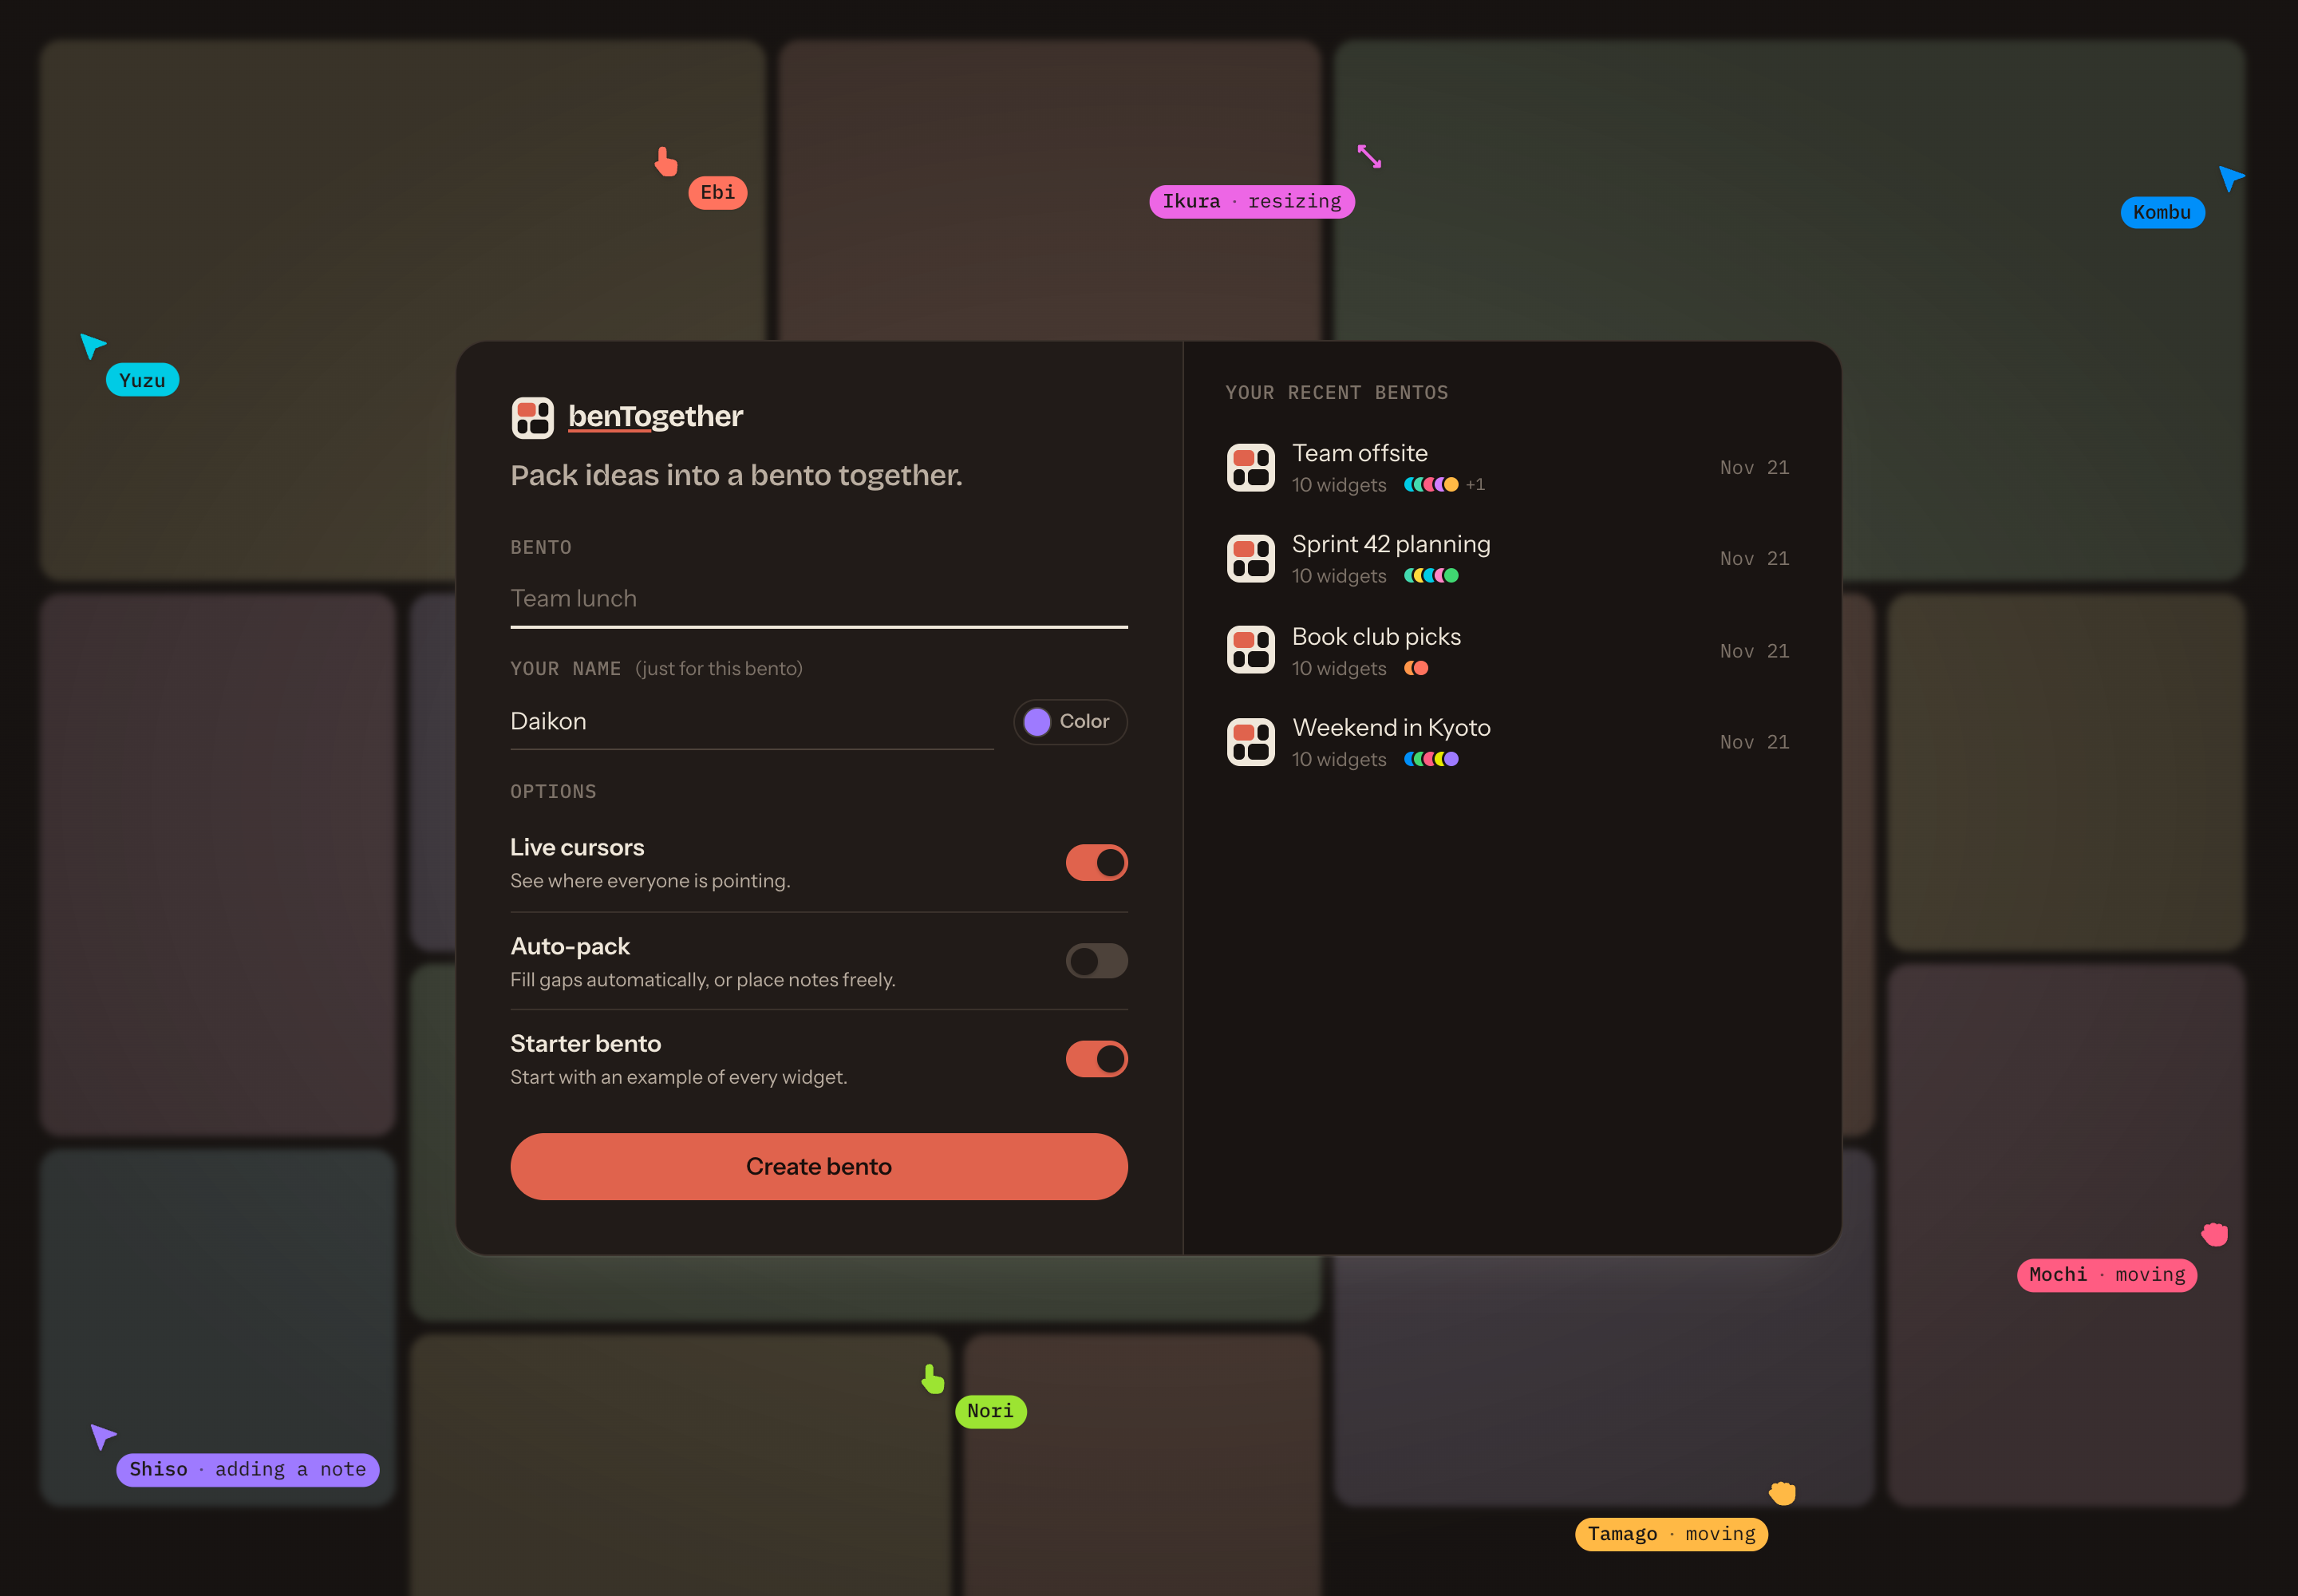 Ebi
Ikura · resizing
Kombu
Yuzu
benTogether
Pack ideas into a bento together.
BENTO
Team lunch
YOUR NAME (just for this bento)
Daikon
Color
OPTIONS
Live cursors
See where everyone is pointing.
Auto-pack
Fill gaps automatically, or place notes freely.
Starter bento
Start with an example of every widget.
Create bento
YOUR RECENT BENTOS
Team offsite
10 widgets +1
Nov 21
Sprint 42 planning
10 widgets
Nov 21
Book club picks
10 widgets
Nov 21
Weekend in Kyoto
10 widgets
Nov 21
Mochi · moving
Nori
Shiso · adding a note
Tamago · moving